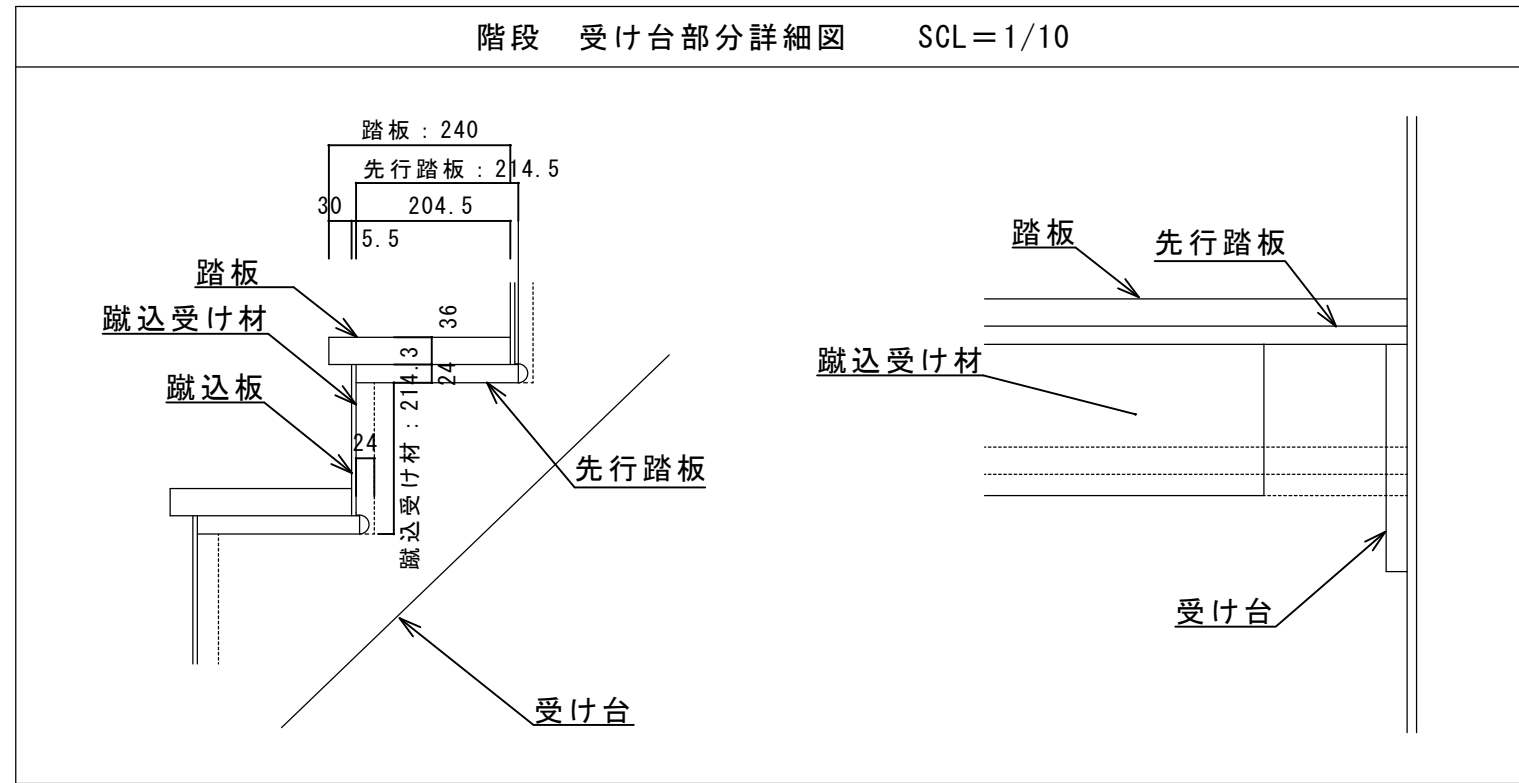 階段　受け台部分詳細図　　SCL＝1/10
踏板：240
先行踏板：214.5
30
204.5
5.5
踏板
蹴込受け材
蹴込板
36
24
24
蹴込受け材：214.3
先行踏板
受け台
踏板
先行踏板
蹴込受け材
受け台